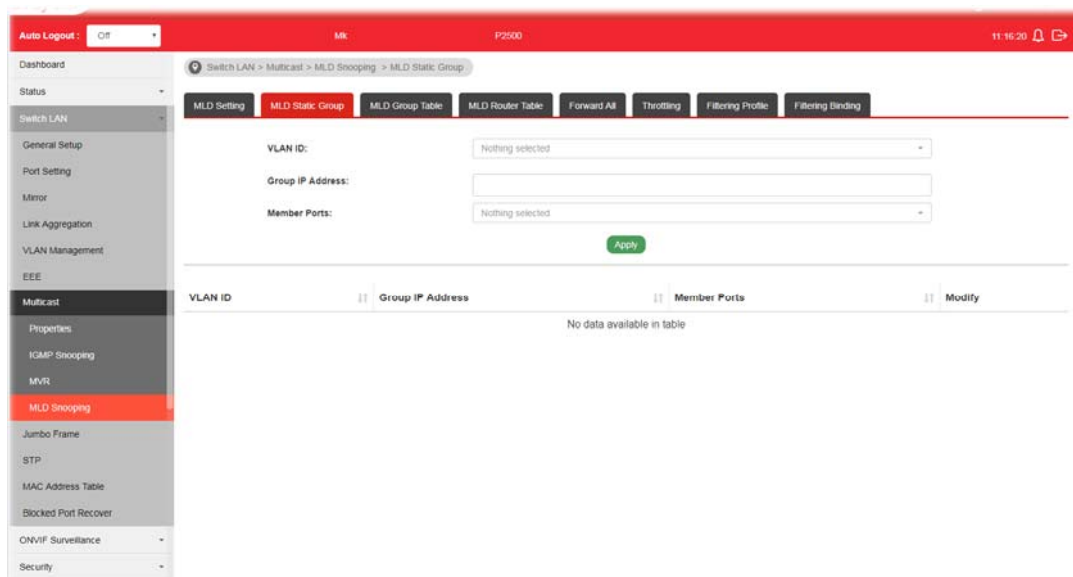 Auto Logout : Off Mk P2500 11:16:20
Dashboard
Switch LAN > Multicast > MLD Snooping > MLD Static Group
Status
MLD Setting MLD Static Group MLD Group Table MLD Router Table Forward All Throttling Filtering Profile Filtering Binding
Switch LAN
General Setup
VLAN ID: Nothing selected
Port Setting
Group IP Address:
Mirror
Member Ports: Nothing selected
Link Aggregation
Apply
VLAN Management
EEE
Multicast
VLAN ID Group IP Address Member Ports Modify
Properties
No data available in table
IGMP Snooping
MVR
MLD Snooping
Jumbo Frame
STP
MAC Address Table
Blocked Port Recover
ONVIF Surveillance
Security